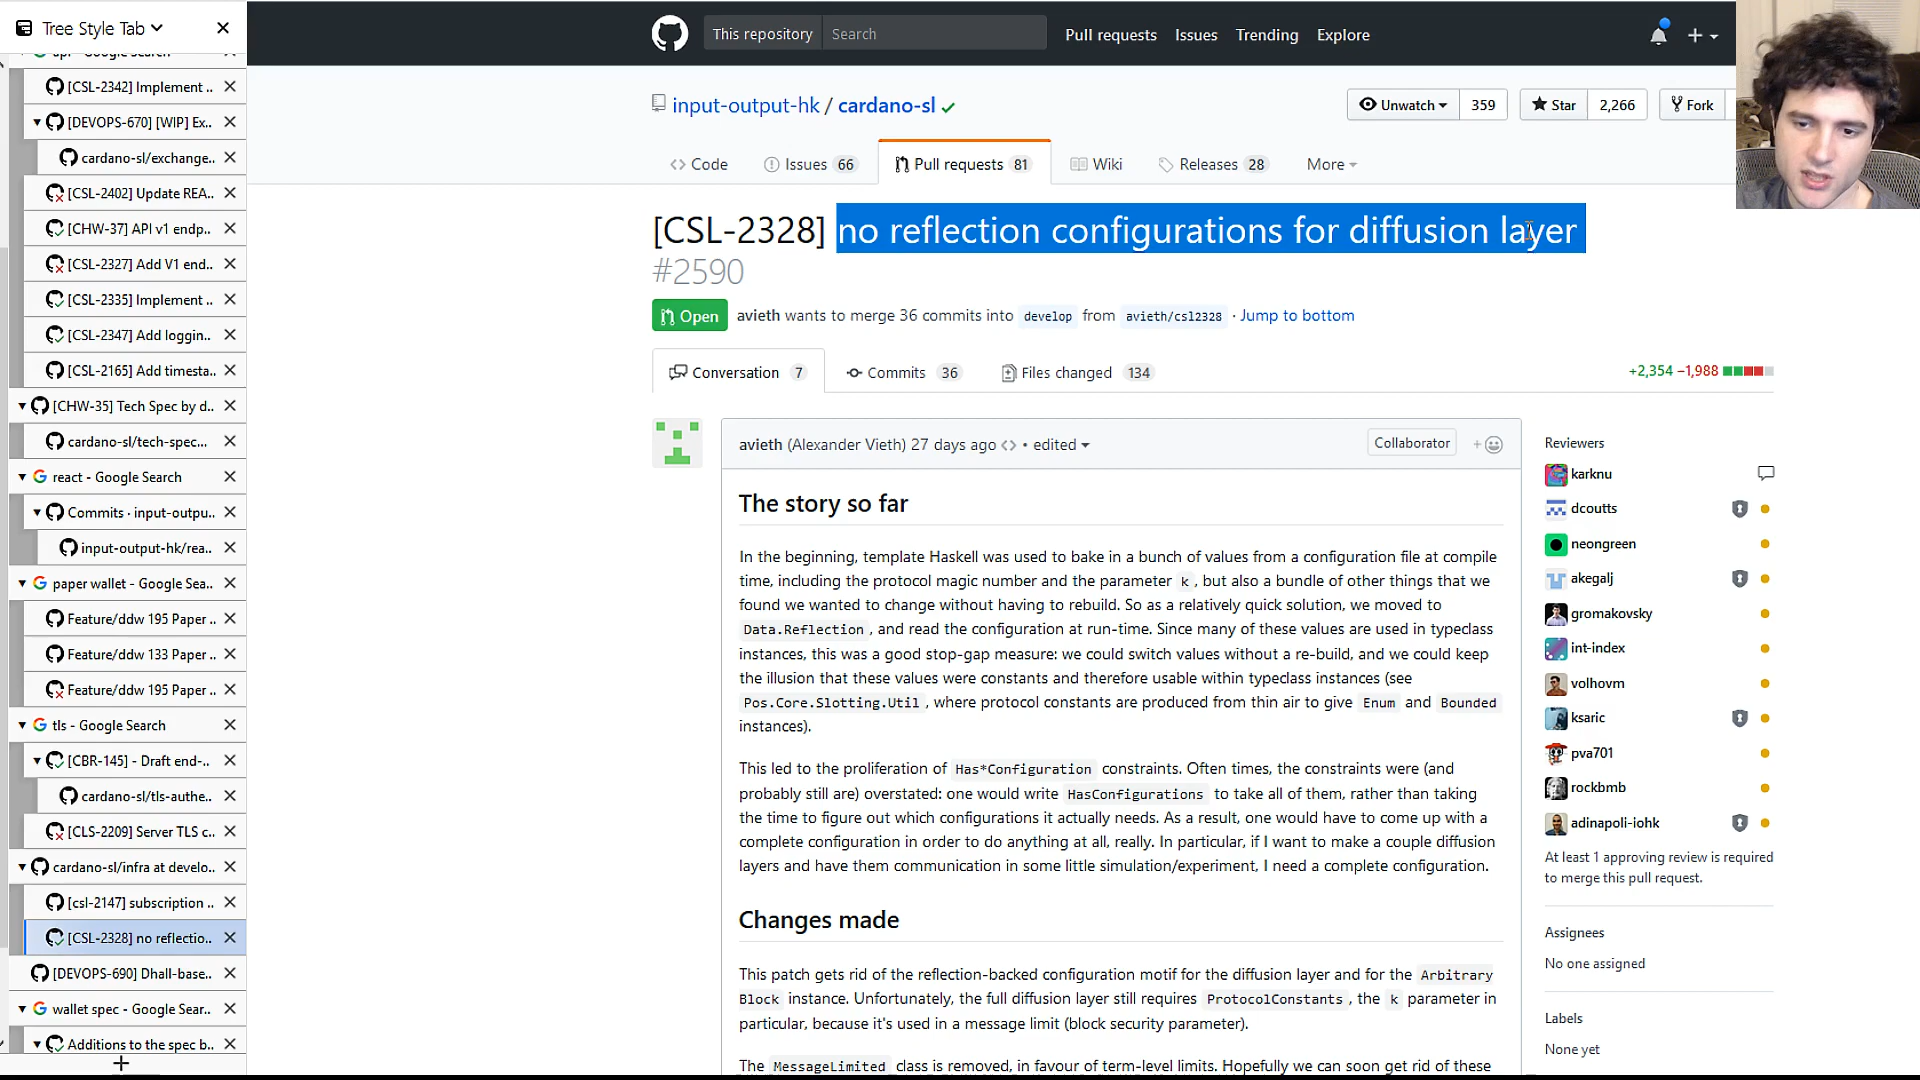 Tree Style Tab
[CSL-2342] Implement ..
[DEVOPS-670] [WIP] Ex..
cardano-sl/exchange..
[CSL-2402] Update REA..
[CHW-37] API v1 endp..
[CSL-2327] Add V1 end..
[CSL-2335] Implement ..
[CSL-2347] Add loggin..
[CSL-2165] Add timesta..
[CHW-35] Tech Spec by d..
cardano-sl/tech-spec...
react - Google Search
Commits · input-outpu..
input-output-hk/rea..
paper wallet - Google Sea..
Feature/ddw 195 Paper ..
Feature/ddw 133 Paper ..
Feature/ddw 195 Paper ..
tls - Google Search
[CBR-145] - Draft end-..
cardano-sl/tls-authe..
[CLS-2209] Server TLS c..
cardano-sl/infra at develo..
[csl-2147] subscription ..
[CSL-2328] no reflectio..
[DEVOPS-690] Dhall-base..
wallet spec - Google Sear..
Additions to the spec b..
This repository Search Pull requests Issues Trending Explore
input-output-hk / cardano-sl
Unwatch 359 Star 2,266 Fork
Code Issues 66 Pull requests 81 Wiki Releases 28 More
[CSL-2328] no reflection configurations for diffusion layer
#2590
Open avieth wants to merge 36 commits into develop from avieth/csl2328 · Jump to bottom
Conversation 7 Commits 36 Files changed 134 +2,354 −1,988
avieth (Alexander Vieth) 27 days ago • edited Collaborator
The story so far
In the beginning, template Haskell was used to bake in a bunch of values from a configuration file at compile
time, including the protocol magic number and the parameter k , but also a bundle of other things that we
found we wanted to change without having to rebuild. So as a relatively quick solution, we moved to
Data.Reflection , and read the configuration at run-time. Since many of these values are used in typeclass
instances, this was a good stop-gap measure: we could switch values without a re-build, and we could keep
the illusion that these values were constants and therefore usable within typeclass instances (see
Pos.Core.Slotting.Util , where protocol constants are produced from thin air to give Enum and Bounded
instances).
This led to the proliferation of Has*Configuration constraints. Often times, the constraints were (and
probably still are) overstated: one would write HasConfigurations to take all of them, rather than taking
the time to figure out which configurations it actually needs. As a result, one would have to come up with a
complete configuration in order to do anything at all, really. In particular, if I want to make a couple diffusion
layers and have them communication in some little simulation/experiment, I need a complete configuration.
Changes made
This patch gets rid of the reflection-backed configuration motif for the diffusion layer and for the Arbitrary
Block instance. Unfortunately, the full diffusion layer still requires ProtocolConstants , the k parameter in
particular, because it's used in a message limit (block security parameter).
The MessageLimited class is removed, in favour of term-level limits. Hopefully we can soon get rid of these
Reviewers
karknu
dcoutts
neongreen
akegalj
gromakovsky
int-index
volhovm
ksaric
pva701
rockbmb
adinapoli-iohk
At least 1 approving review is required
to merge this pull request.
Assignees
No one assigned
Labels
None yet